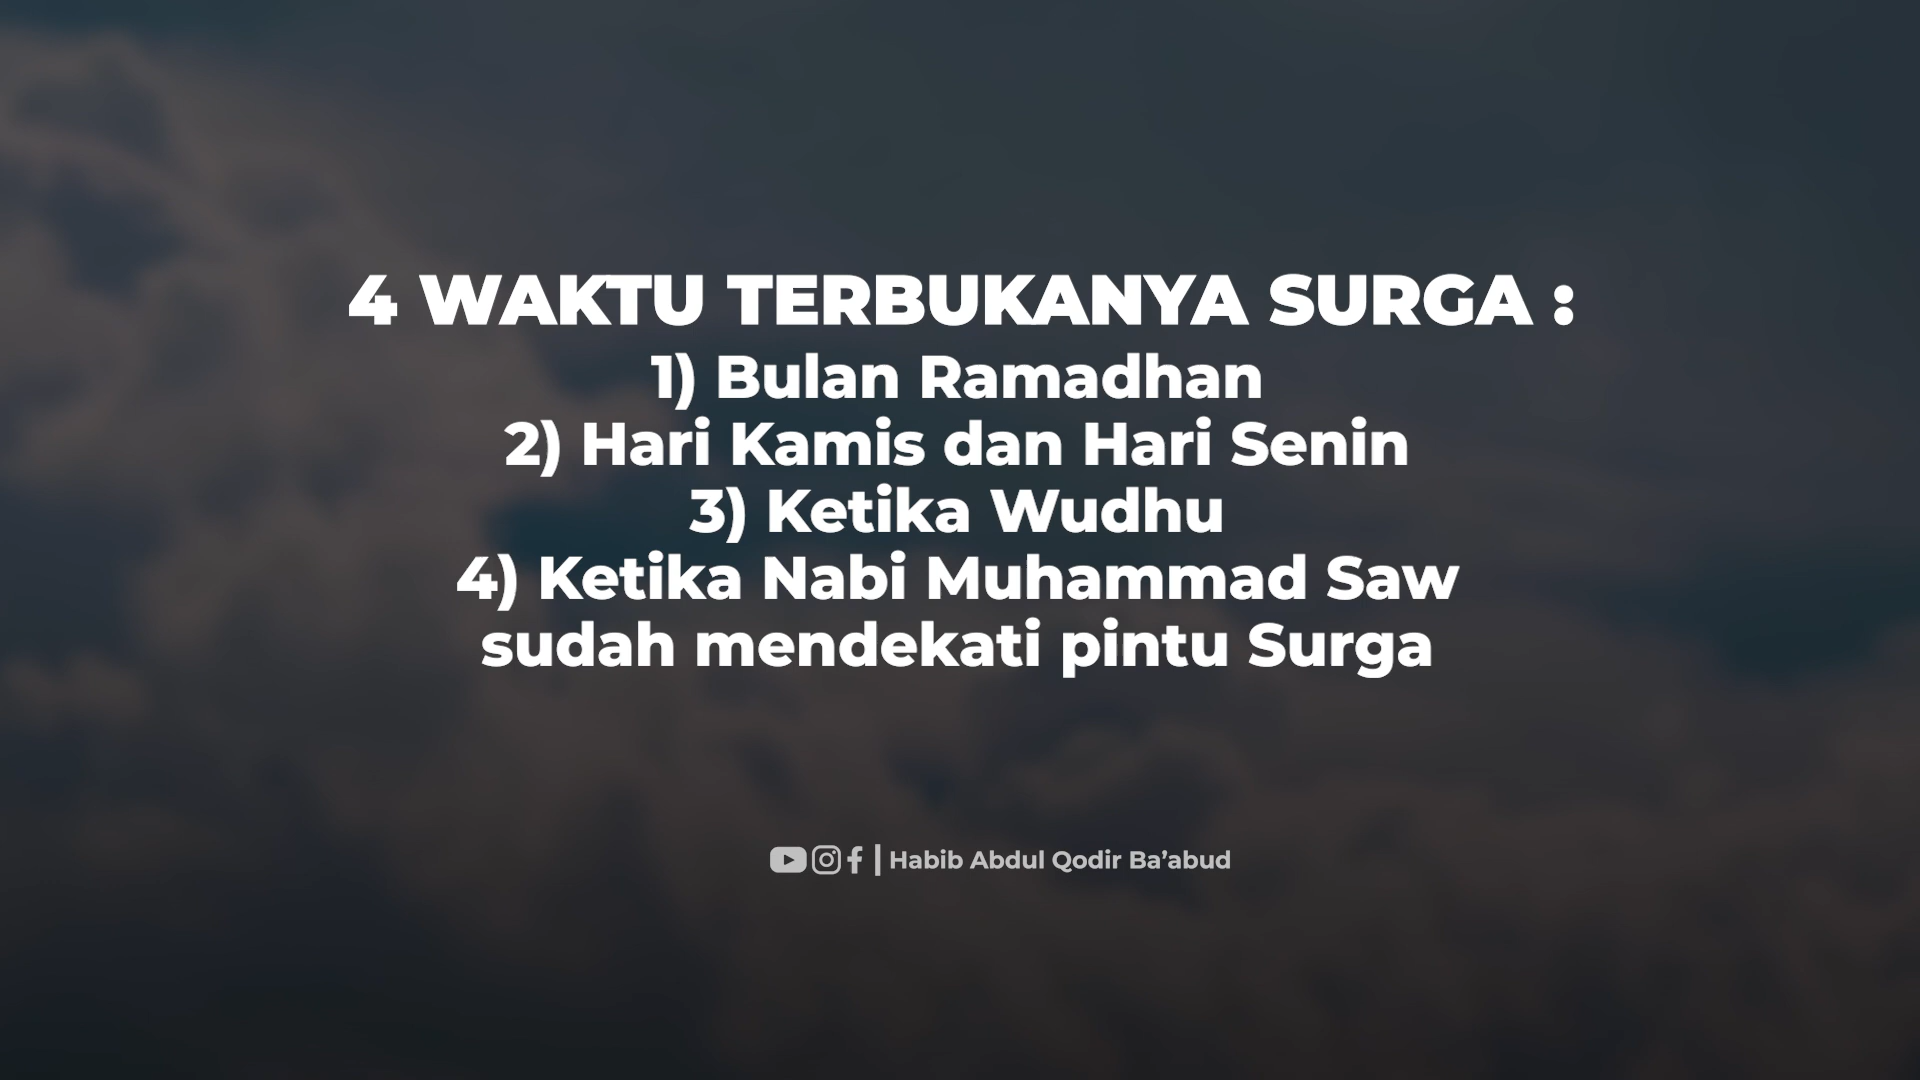 4 WAKTU TERBUKANYA SURGA :
1) Bulan Ramadhan
2) Hari Kamis dan Hari Senin
3) Ketika Wudhu
4) Ketika Nabi Muhammad Saw
sudah mendekati pintu Surga
| Habib Abdul Qodir Ba’abud